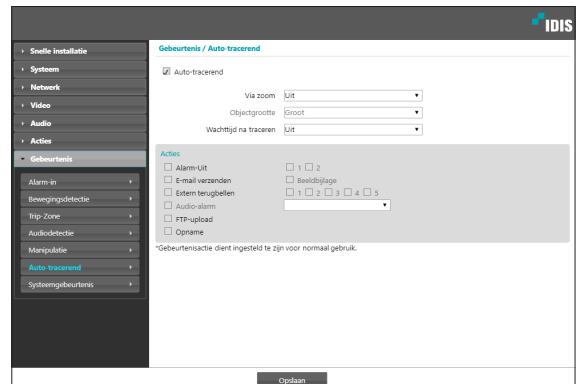 IDIS
Snelle installatie
Systeem
Netwerk
Video
Audio
Acties
Gebeurtenis
Alarm-in
Bewegingsdetectie
Trip-Zone
Audiodetectie
Manipulatie
Auto-tracerend
Systeemgebeurtenis
Gebeurtenis / Auto-tracerend
Auto-tracerend
Via zoom Uit
Objectgrootte Groot
Wachttijd na traceren Uit
Acties
Alarm-Uit 1 2
E-mail verzenden Beeldbijlage
Extern terugbellen 1 2 3 4 5
Audio-alarm
FTP-upload
Opname
*Gebeurtenisactie dient ingesteld te zijn voor normaal gebruik.
Opslaan